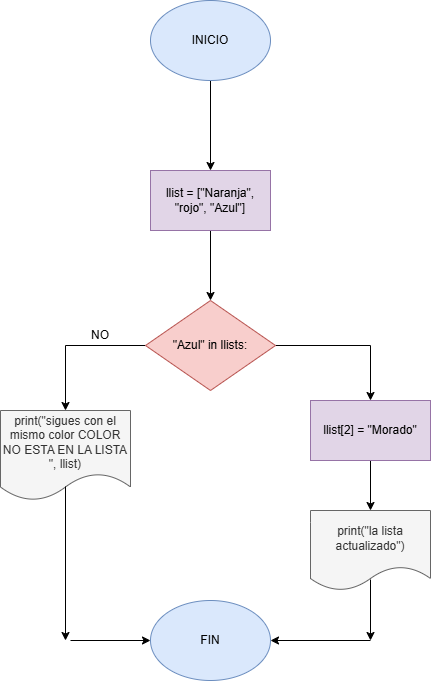 INICIO
llist = ["Naranja",
"rojo", "Azul"]
"Azul" in llists:
NO
print("sigues con el
mismo color COLOR
NO ESTA EN LA LISTA
", llist)
llist[2] = "Morado"
print("la lista
actualizado")
FIN